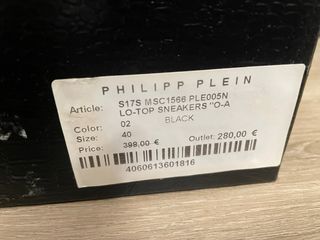 PHILIPP PLEIN
Article: S17S MSC1566 PLE005N
LO-TOP SNEAKERS "O-A
Color: 02 BLACK
Size: 40
Price: 398,00 € Outlet: 280,00 €
4060613601816